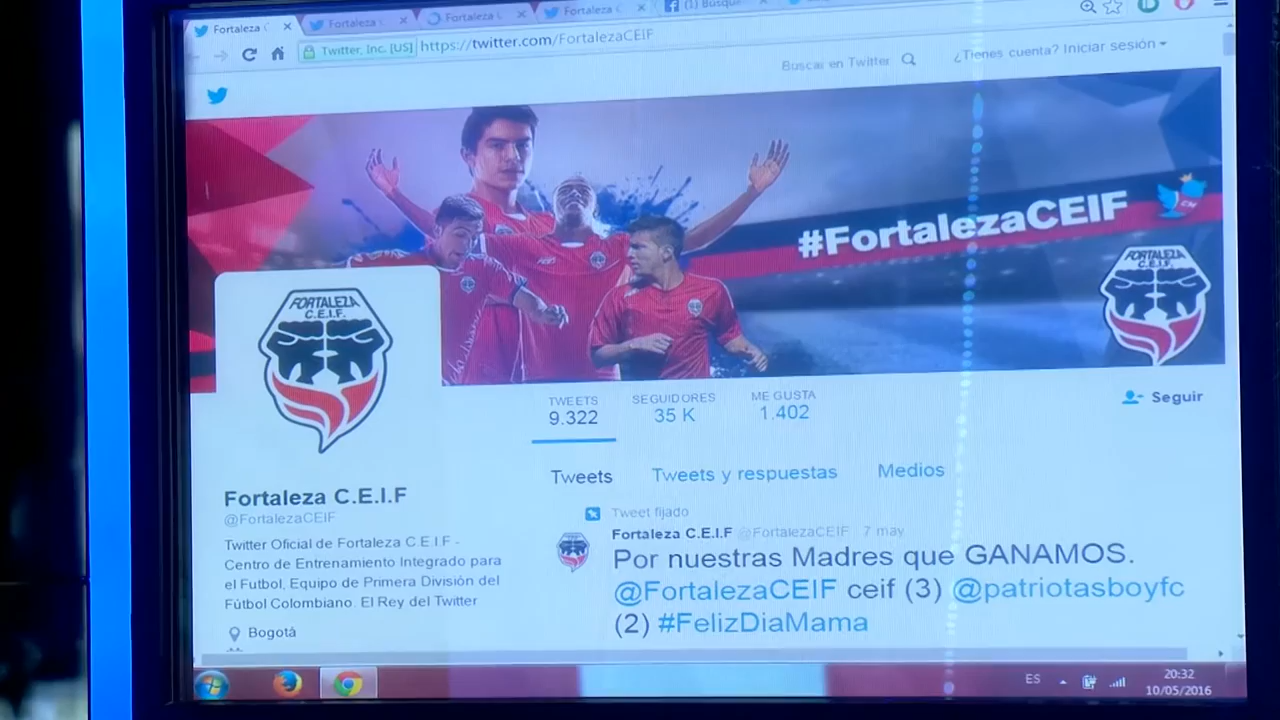 Fortaleza C
Fortaleza
Fortaleza
Fortaleza C
(1) Búsqu
Twitter, Inc. [US]
https://twitter.com/FortalezaCEIF
Buscar en Twitter
¿Tienes cuenta? Iniciar sesión
#FortalezaCEIF
CM
FORTALEZA
C.E.I.F.
FORTALEZA
C.E.I.F.
TWEETS
9.322
SEGUIDORES
35 K
ME GUSTA
1.402
Seguir
Tweets
Tweets y respuestas
Medios
Fortaleza C.E.I.F
@FortalezaCEIF
Twitter Oficial de Fortaleza C.E.I.F -
Centro de Entrenamiento Integrado para
el Futbol, Equipo de Primera División del
Fútbol Colombiano. El Rey del Twitter
Bogotá
Tweet fijado
Fortaleza C.E.I.F @FortalezaCEIF 7 may
Por nuestras Madres que GANAMOS.
@FortalezaCEIF ceif (3) @patriotasboyfc
(2) #FelizDiaMama
ES
20:32
10/05/2016